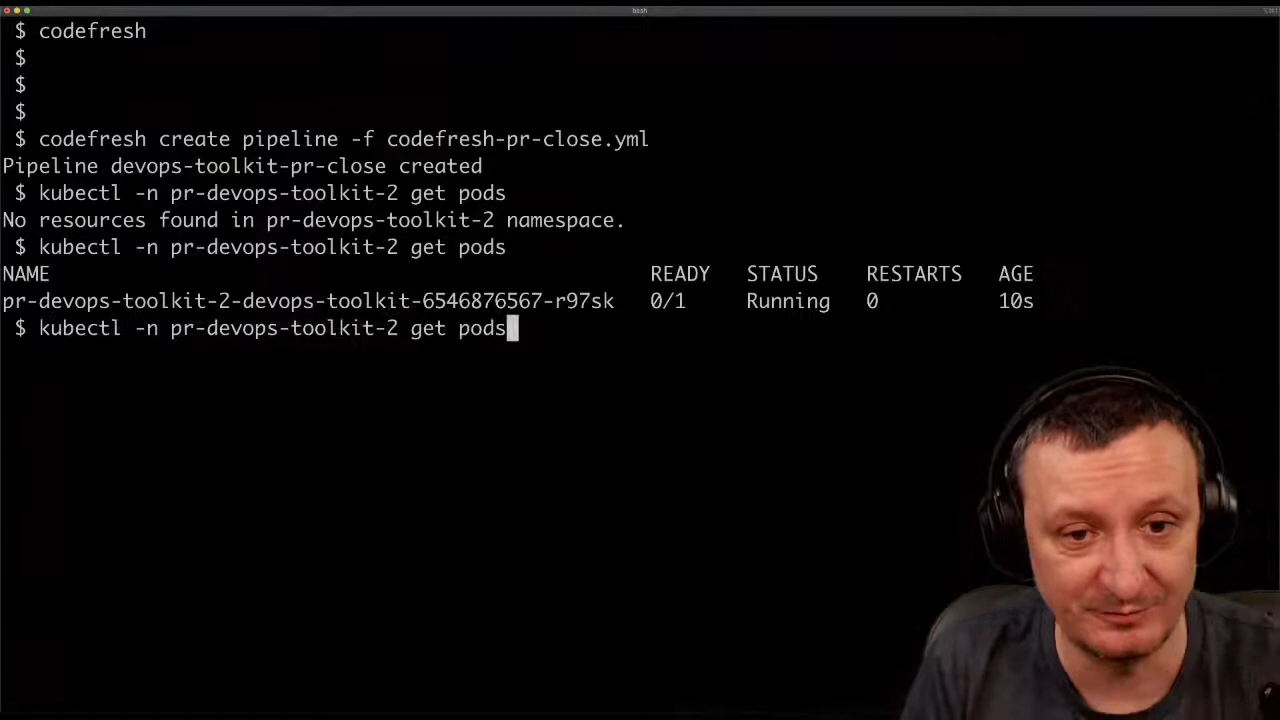 bash
$ codefresh
$
$
$
$ codefresh create pipeline -f codefresh-pr-close.yml
Pipeline devops-toolkit-pr-close created
$ kubectl -n pr-devops-toolkit-2 get pods
No resources found in pr-devops-toolkit-2 namespace.
$ kubectl -n pr-devops-toolkit-2 get pods
NAME READY STATUS RESTARTS AGE
pr-devops-toolkit-2-devops-toolkit-6546876567-r97sk 0/1 Running 0 10s
$ kubectl -n pr-devops-toolkit-2 get pods